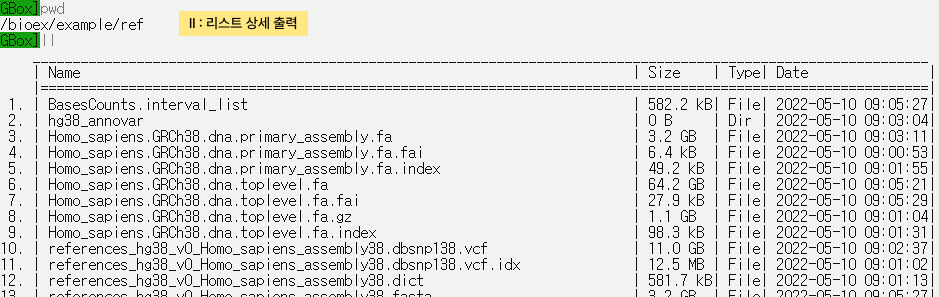 GBox]pwd
/bioex/example/ref
ll : 리스트 상세 출력
GBox]ll
| Name | Size | Type| Date |
1. | BasesCounts.interval_list | 582.2 kB| File| 2022-05-10 09:05:27|
2. | hg38_annovar | 0 B | Dir | 2022-05-10 09:03:04|
3. | Homo_sapiens.GRCh38.dna.primary_assembly.fa | 3.2 GB | File| 2022-05-10 09:03:11|
4. | Homo_sapiens.GRCh38.dna.primary_assembly.fa.fai | 6.4 kB | File| 2022-05-10 09:00:53|
5. | Homo_sapiens.GRCh38.dna.primary_assembly.fa.index | 49.2 kB | File| 2022-05-10 09:01:55|
6. | Homo_sapiens.GRCh38.dna.toplevel.fa | 64.2 GB | File| 2022-05-10 09:05:21|
7. | Homo_sapiens.GRCh38.dna.toplevel.fa.fai | 27.9 kB | File| 2022-05-10 09:05:29|
8. | Homo_sapiens.GRCh38.dna.toplevel.fa.gz | 1.1 GB | File| 2022-05-10 09:01:04|
9. | Homo_sapiens.GRCh38.dna.toplevel.fa.index | 98.3 kB | File| 2022-05-10 09:01:31|
10. | references_hg38_v0_Homo_sapiens_assembly38.dbsnp138.vcf | 11.0 GB | File| 2022-05-10 09:02:37|
11. | references_hg38_v0_Homo_sapiens_assembly38.dbsnp138.vcf.idx | 12.5 MB | File| 2022-05-10 09:01:02|
12. | references_hg38_v0_Homo_sapiens_assembly38.dict | 581.7 kB| File| 2022-05-10 09:01:13|
13. | references_hg38_v0_Homo_sapiens_assembly38.fasta | 3.2 GB | File| 2022-05-10 09:05:27|